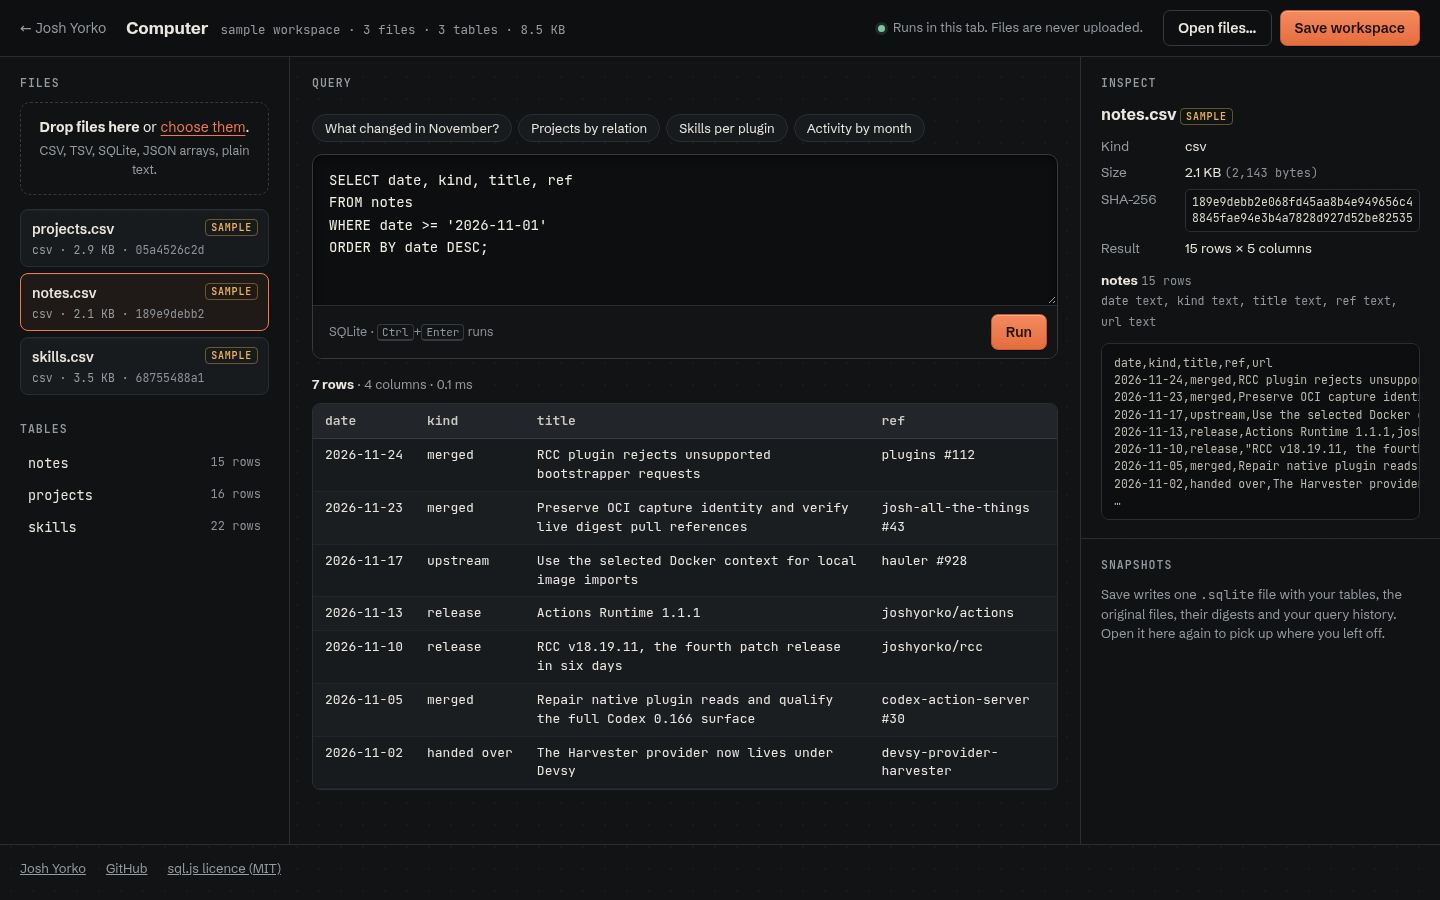 ← Josh Yorko
Computer
sample workspace · 3 files · 3 tables · 8.5 KB
Runs in this tab. Files are never uploaded.
Open files...
Save workspace
FILES
Drop files here or choose them.
CSV, TSV, SQLite, JSON arrays, plain
text.
projects.csv SAMPLE
csv · 2.9 KB · 05a4526c2d
notes.csv SAMPLE
csv · 2.1 KB · 189e9debb2
skills.csv SAMPLE
csv · 3.5 KB · 68755488a1
TABLES
notes 15 rows
projects 16 rows
skills 22 rows
QUERY
What changed in November?
Projects by relation
Skills per plugin
Activity by month
SELECT date, kind, title, ref
FROM notes
WHERE date >= '2026-11-01'
ORDER BY date DESC;
SQLite · Ctrl+Enter runs
Run
7 rows · 4 columns · 0.1 ms
date kind title ref
2026-11-24 merged RCC plugin rejects unsupported plugins #112
bootstrapper requests
2026-11-23 merged Preserve OCI capture identity and verify josh-all-the-things
live digest pull references #43
2026-11-17 upstream Use the selected Docker context for local hauler #928
image imports
2026-11-13 release Actions Runtime 1.1.1 joshyorko/actions
2026-11-10 release RCC v18.19.11, the fourth patch release joshyorko/rcc
in six days
2026-11-05 merged Repair native plugin reads and qualify codex-action-server
the full Codex 0.166 surface #30
2026-11-02 handed over The Harvester provider now lives under devsy-provider-
Devsy harvester
INSPECT
notes.csv SAMPLE
Kind csv
Size 2.1 KB (2,143 bytes)
SHA-256 189e9debb2e068fd45aa8b4e949656c4
8845fae94e3b4a7828d927d52be82535
Result 15 rows × 5 columns
notes 15 rows
date text, kind text, title text, ref text,
url text
date,kind,title,ref,url
2026-11-24,merged,RCC plugin rejects unsuppor
2026-11-23,merged,Preserve OCI capture identi
2026-11-17,upstream,Use the selected Docker
2026-11-13,release,Actions Runtime 1.1.1,josh
2026-11-10,release,"RCC v18.19.11, the fourth
2026-11-05,merged,Repair native plugin reads
2026-11-02,handed over,The Harvester provider
…
SNAPSHOTS
Save writes one .sqlite file with your tables, the
original files, their digests and your query history.
Open it here again to pick up where you left off.
Josh Yorko
GitHub
sql.js licence (MIT)